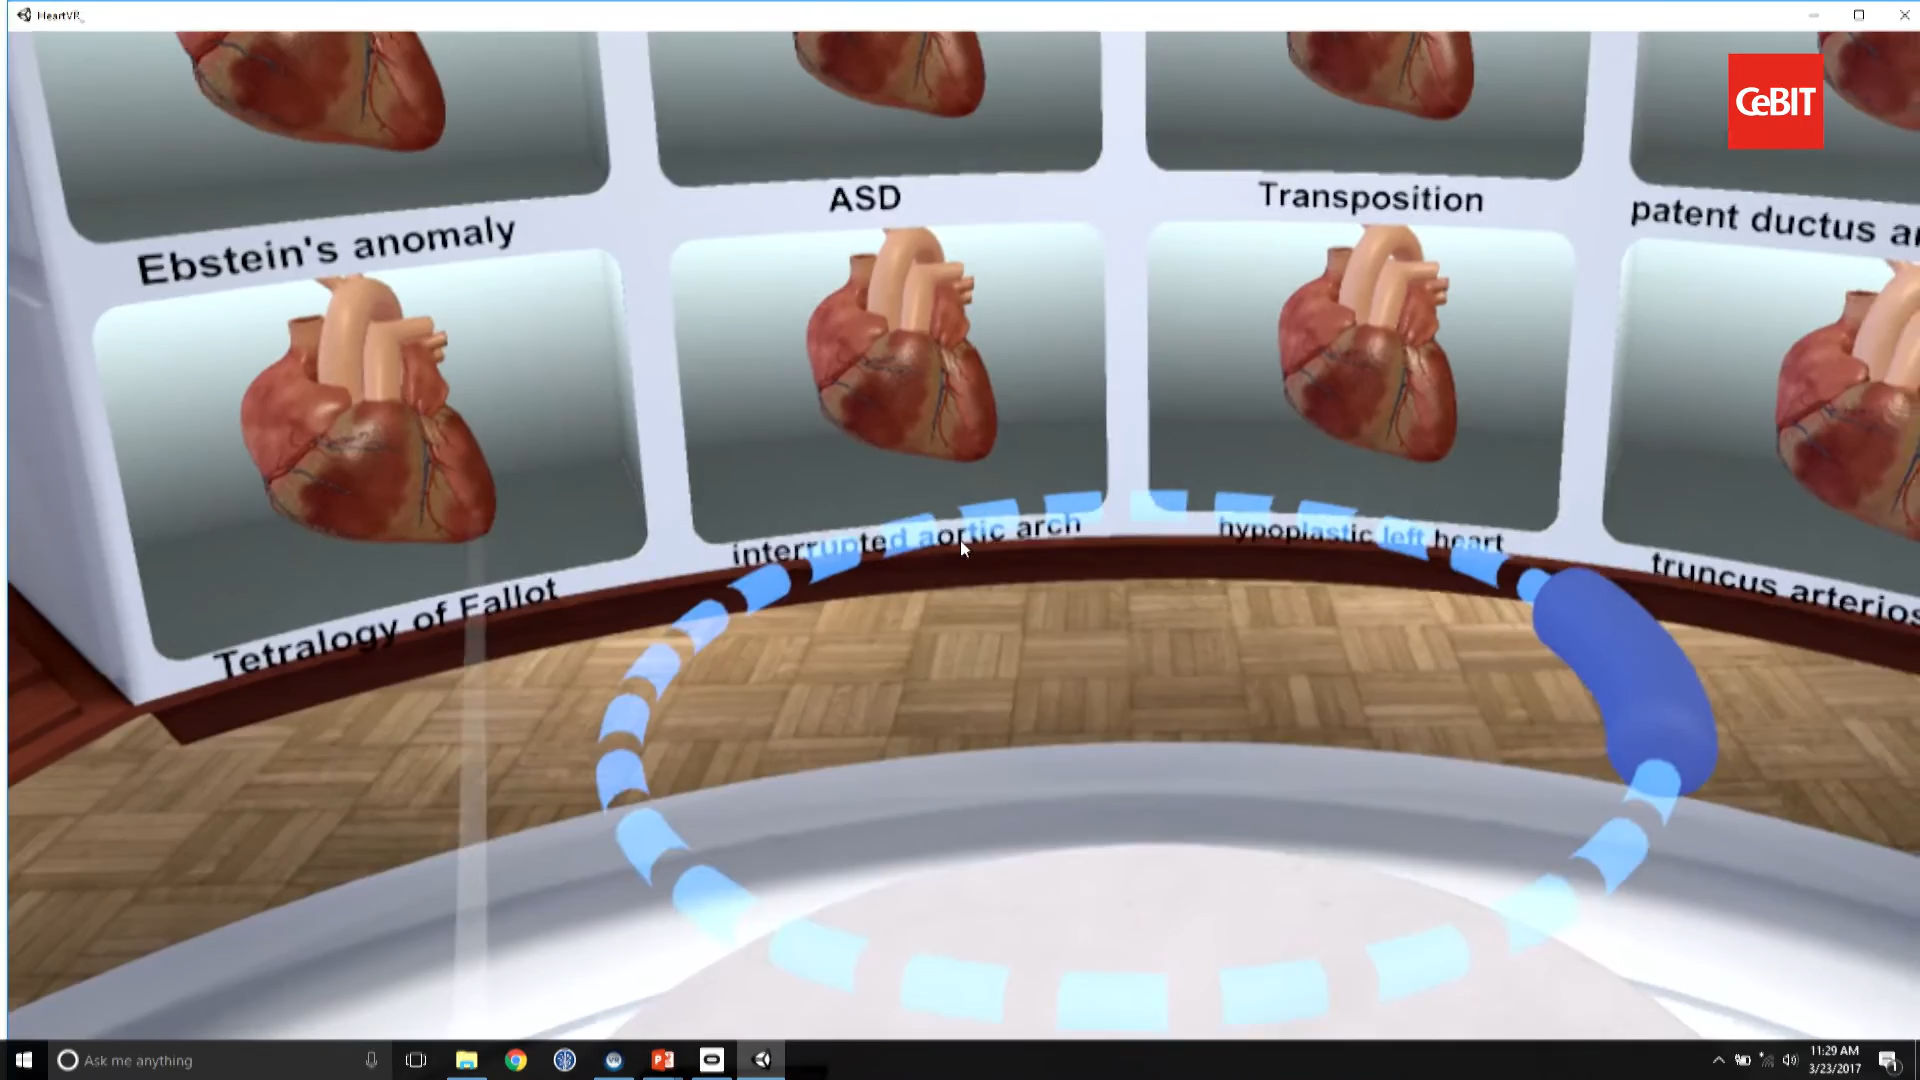 HeartVR
CeBIT
ASD
Transposition
patent ductus
Ebstein's anomaly
interrupted aortic arch
hypoplastic left heart
truncus
Tetralogy of Fallot
Ask me anything
11:29 AM
3/23/2017